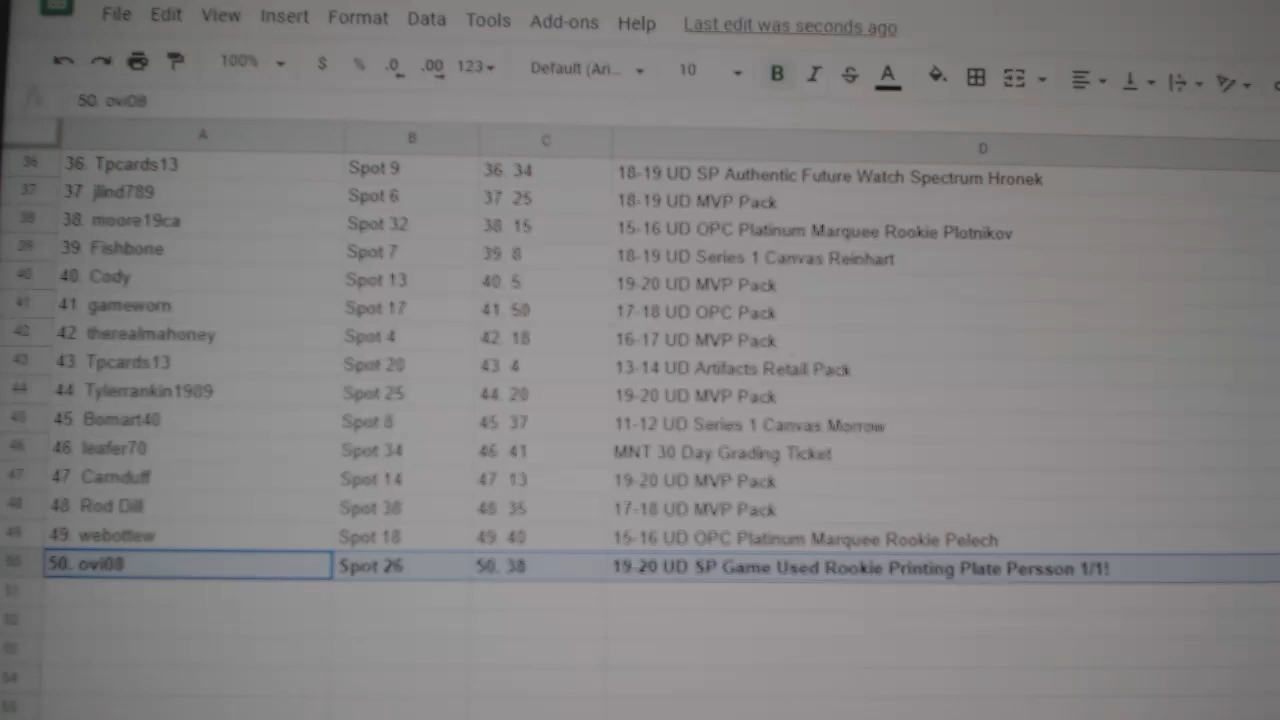 File Edit View Insert Format Data Tools Add-ons Help Last edit was seconds ago
100% $ % .0 .00 123 Default (Ari... 10 B I S A
50. ovi08
A B C D
36 36. Tpcards13 Spot 9 36. 34 18-19 UD SP Authentic Future Watch Spectrum Hronek
37 37. jlind789 Spot 6 37. 25 18-19 UD MVP Pack
38 38. moore19ca Spot 32 38. 15 15-16 UD OPC Platinum Marquee Rookie Plotnikov
39 39. Fishbone Spot 7 39. 8 18-19 UD Series 1 Canvas Reinhart
40 40. Cody Spot 13 40. 5 19-20 UD MVP Pack
41 41. gameworn Spot 17 41. 50 17-18 UD OPC Pack
42 42. therealmahoney Spot 4 42. 18 16-17 UD MVP Pack
43 43. Tpcards13 Spot 20 43. 4 13-14 UD Artifacts Retail Pack
44 44. Tylerrankin1989 Spot 25 44. 20 19-20 UD MVP Pack
45 45. Bomart40 Spot 8 45. 37 11-12 UD Series 1 Canvas Morrow
46 46. leafer70 Spot 34 46. 41 MNT 30 Day Grading Ticket
47 47. Carnduff Spot 14 47. 13 19-20 UD MVP Pack
48 48. Rod Dill Spot 38 48. 35 17-18 UD MVP Pack
49 49. webottew Spot 18 49. 40 15-16 UD OPC Platinum Marquee Rookie Pelech
50 50. ovi08 Spot 26 50. 38 19-20 UD SP Game Used Rookie Printing Plate Persson 1/1!
51
52
53
54
55